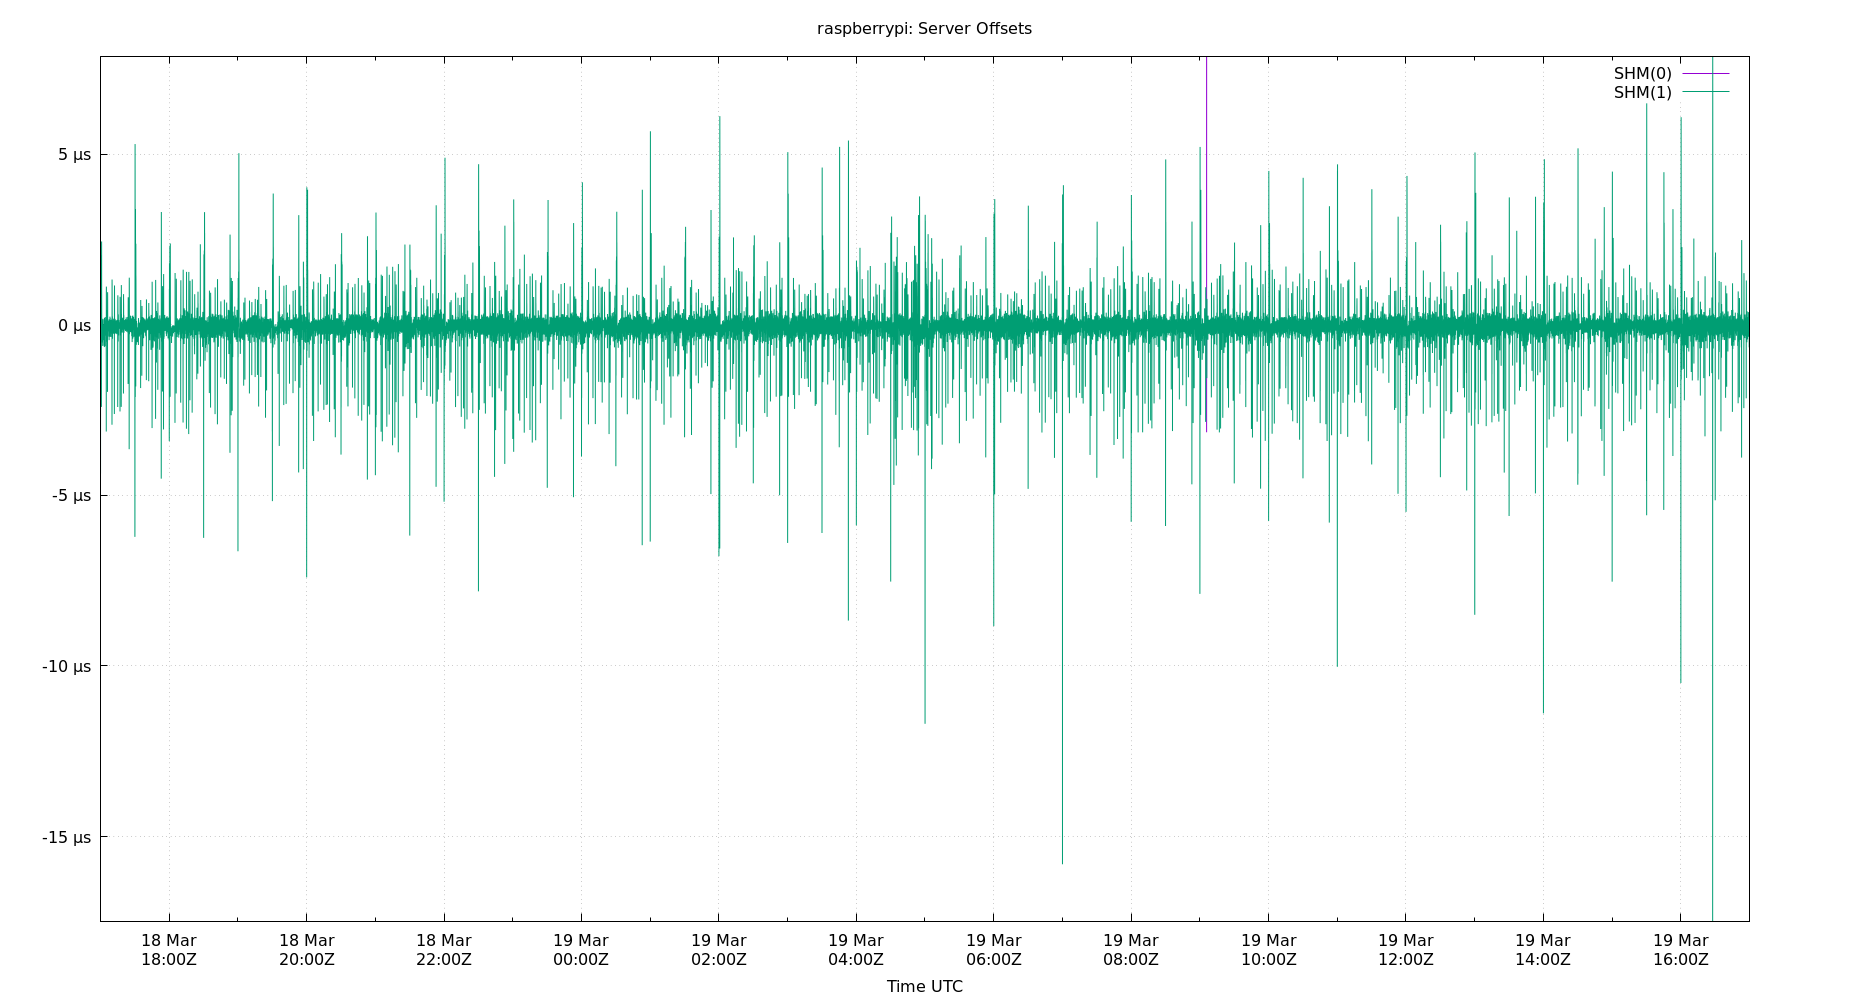 raspberrypi: Server Offsets
SHM(0)
SHM(1)
5 µs
0 µs
-5 µs
-10 µs
-15 µs
18 Mar 18 Mar 18 Mar 19 Mar 19 Mar 19 Mar 19 Mar 19 Mar 19 Mar 19 Mar 19 Mar 19 Mar
18:00Z 20:00Z 22:00Z 00:00Z 02:00Z 04:00Z 06:00Z 08:00Z 10:00Z 12:00Z 14:00Z 16:00Z
Time UTC